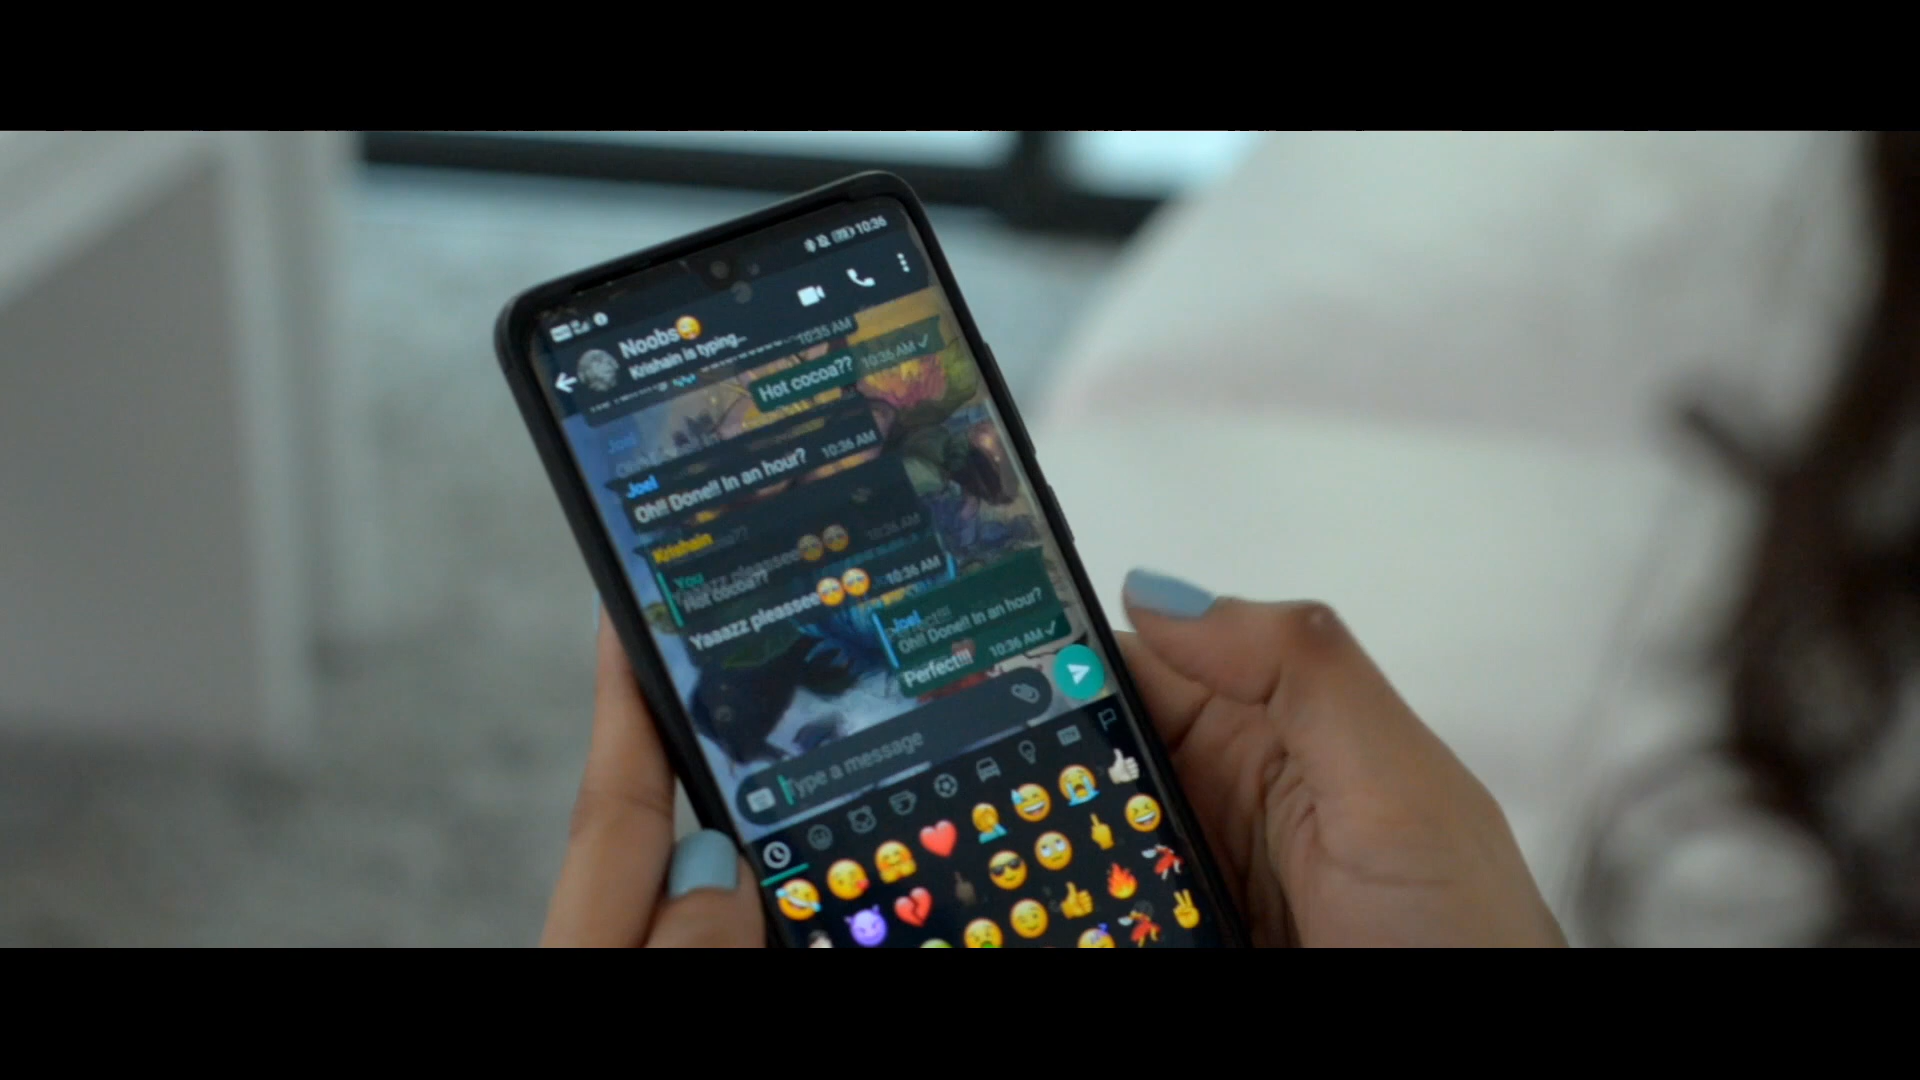 10:36
Noobs😜
Krishain is typing...
10:35 AM
Hot cocoa?? 10:36 AM
Joel
Oh!! Done!! In an hour? 10:36 AM
Krishain
You
Hot cocoa??
Yaaazz pleassee🥺🥺 10:36 AM
Joel
Oh!! Done!! In an hour?
Perfect!!! 10:36 AM
Type a message